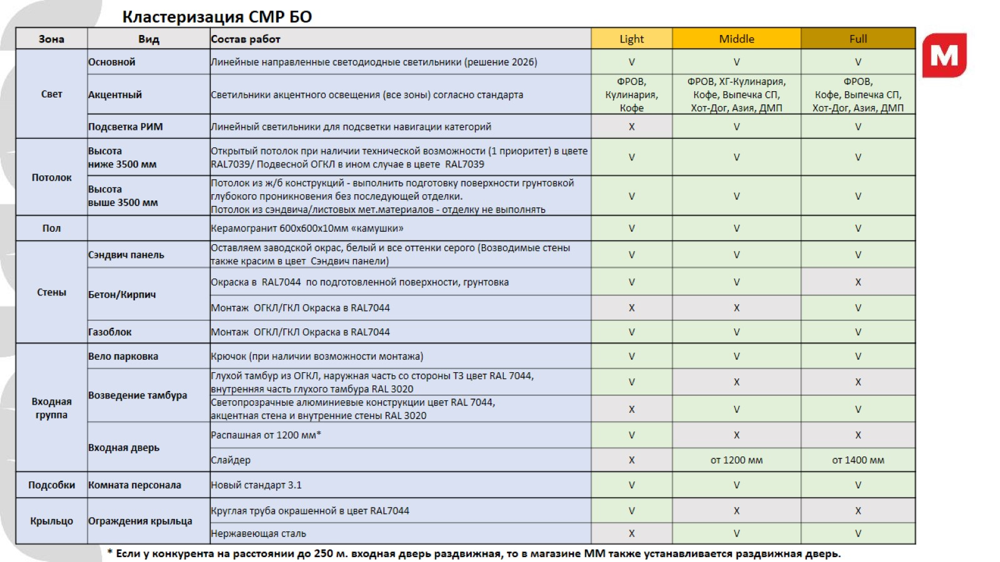 Кластеризация СМР БО
Зона Вид Состав работ Light Middle Full
М
Свет
Основной Линейные направленные светодиодные светильники (решение 2026) V V V
Акцентный Светильники акцентного освещения (все зоны) согласно стандарта
ФРОВ,
Кулинария,
Кофе
ФРОВ, ХГ-Кулинария,
Кофе, Выпечка СП,
Хот-Дог, Азия, ДМП
ФРОВ,
Кофе, Выпечка СП,
Хот-Дог, Азия, ДМП
Подсветка РИМ Линейный светильники для подсветки навигации категорий X V V
Потолок
Высота
ниже 3500 мм
Открытый потолок при наличии технической возможности (1 приоритет) в цвете
RAL7039/ Подвесной ОГКЛ в ином случае в цвете RAL7039
V V V
Высота
выше 3500 мм
Потолок из ж/б конструкций - выполнить подготовку поверхности грунтовкой
глубокого проникновения без последующей отделки.
Потолок из сэндвича/листовых мет.материалов - отделку не выполнять
V V V
Пол Керамогранит 600х600х10мм «камушки» V V V
Стены
Сэндвич панель
Оставляем заводской окрас, белый и все оттенки серого (Возводимые стены
также красим в цвет Сэндвич панели)
V V V
Бетон/Кирпич
Окраска в RAL7044 по подготовленной поверхности, грунтовка V V X
Монтаж ОГКЛ/ГКЛ Окраска в RAL7044 X X V
Газоблок Монтаж ОГКЛ/ГКЛ Окраска в RAL7044 V V V
Входная
группа
Вело парковка Крючок (при наличии возможности монтажа) V V V
Возведение тамбура
Глухой тамбур из ОГКЛ, наружная часть со стороны ТЗ цвет RAL 7044,
внутренняя часть глухого тамбура RAL 3020
V X X
Светопрозрачные алюминиевые конструкции цвет RAL 7044,
акцентная стена и внутренние стены RAL 3020
X V V
Входная дверь
Распашная от 1200 мм* V X X
Слайдер X от 1200 мм от 1400 мм
Подсобки Комната персонала Новый стандарт 3.1 V V V
Крыльцо
Ограждения крыльца
Круглая труба окрашенной в цвет RAL7044 V X X
Нержавеющая сталь X V V
* Если у конкурента на расстоянии до 250 м. входная дверь раздвижная, то в магазине ММ также устанавливается раздвижная дверь.